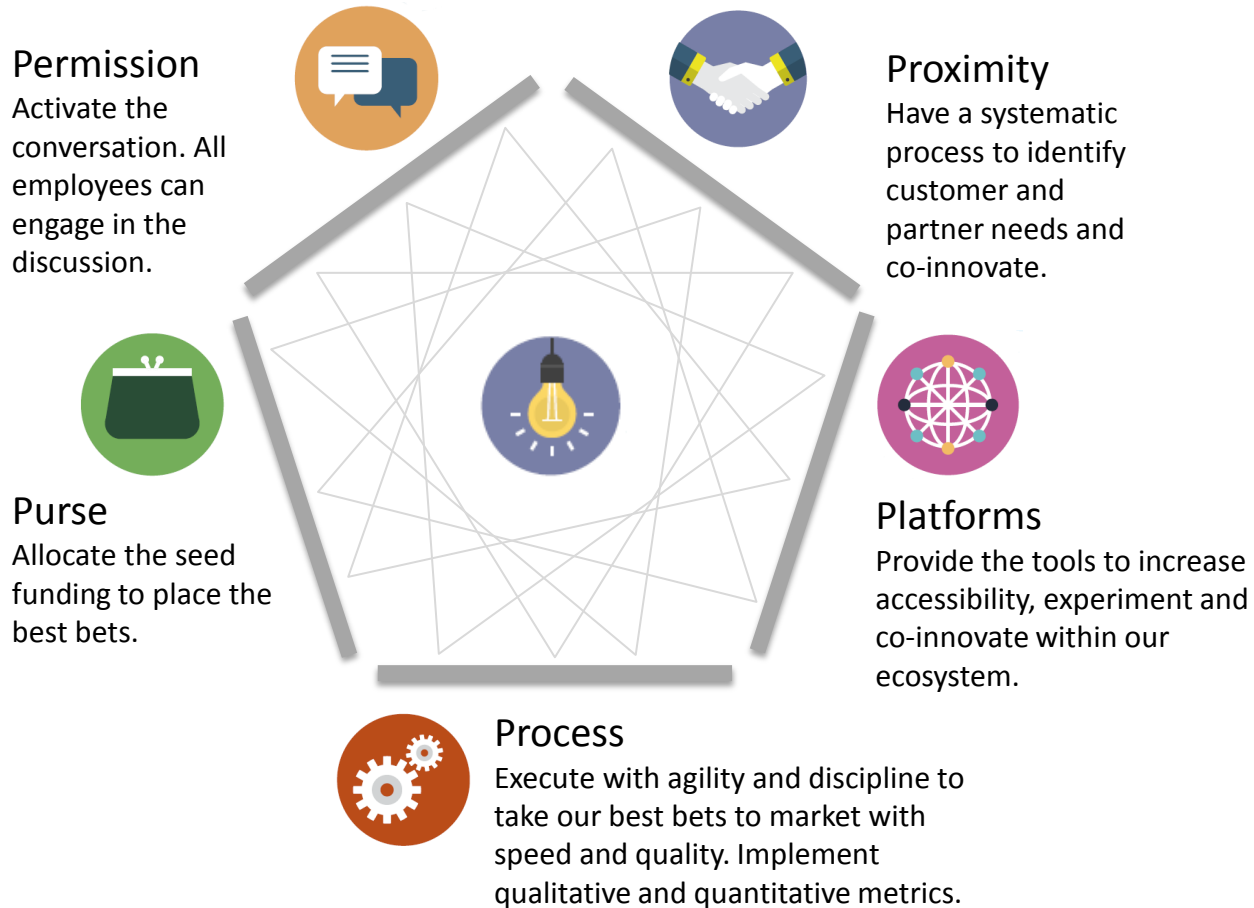 Permission
Activate the
conversation. All
employees can
engage in the
discussion.
Proximity
Have a systematic
process to identify
customer and
partner needs and
co-innovate.
Purse
Allocate the seed
funding to place the
best bets.
Platforms
Provide the tools to increase
accessibility, experiment and
co-innovate within our
ecosystem.
Process
Execute with agility and discipline to
take our best bets to market with
speed and quality. Implement
qualitative and quantitative metrics.